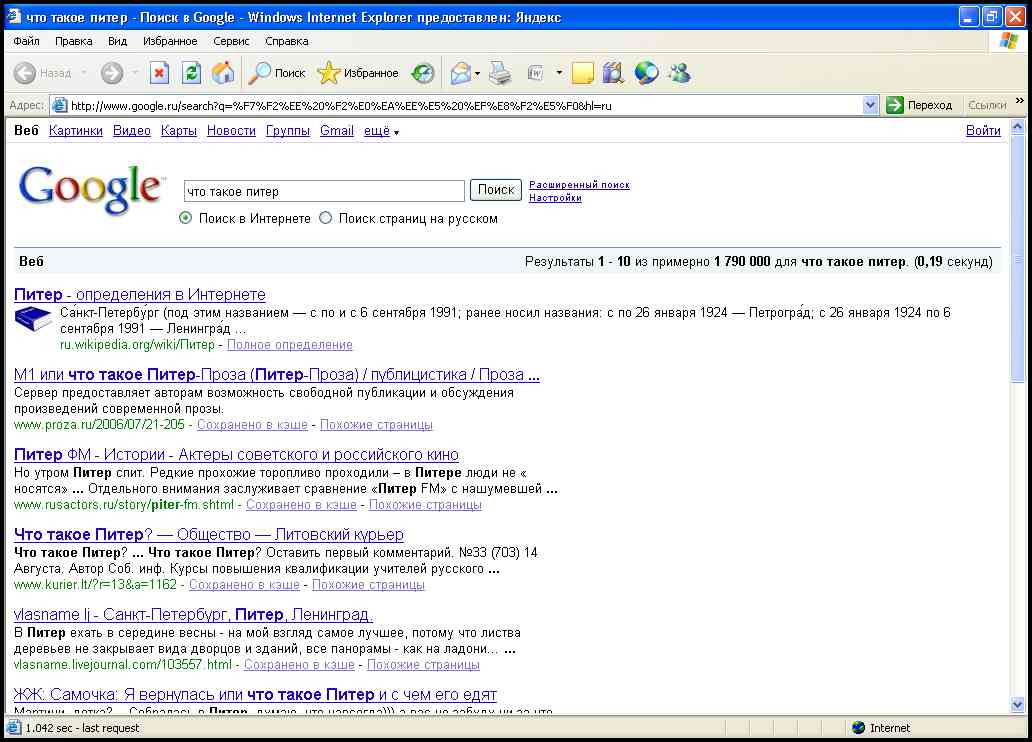 что такое питер - Поиск в Google - Windows Internet Explorer предоставлен: Яндекс
Файл Правка Вид Избранное Сервис Справка
Назад Поиск Избранное
Адрес: http://www.google.ru/search?q=%F7%F2%EE%20%F2%E0%EA%EE%E5%20%EF%E8%F2%E5%F0&hl=ru Переход Ссылки »
Веб Картинки Видео Карты Новости Группы Gmail ещё Войти
Google™ что такое питер Поиск Расширенный поиск
Настройки
Поиск в Интернете Поиск страниц на русском
Веб Результаты 1 - 10 из примерно 1 790 000 для что такое питер. (0,19 секунд)
Питер - определения в Интернете
Са́нкт-Петербу́рг (под этим названием — с по и с 6 сентября 1991; ранее носил названия: с по 26 января 1924 — Петрогра́д; с 26 января 1924 по 6
сентября 1991 — Ленингра́д ...
ru.wikipedia.org/wiki/Питер - Полное определение
М1 или что такое Питер-Проза (Питер-Проза) / публицистика / Проза ...
Сервер предоставляет авторам возможность свободной публикации и обсуждения
произведений современной прозы.
www.proza.ru/2006/07/21-205 - Сохранено в кэше - Похожие страницы
Питер ФМ - Истории - Актеры советского и российского кино
Но утром Питер спит. Редкие прохожие торопливо проходили – в Питере люди не «
носятся» ... Отдельного внимания заслуживает сравнение «Питер FM» с нашумевшей ...
www.rusactors.ru/story/piter-fm.shtml - Сохранено в кэше - Похожие страницы
Что такое Питер? — Общество — Литовский курьер
Что такое Питер? ... Что такое Питер? Оставить первый комментарий. №33 (703) 14
Августа. Автор Соб. инф. Курсы повышения квалификации учителей русского ...
www.kurier.lt/?r=13&a=1162 - Сохранено в кэше - Похожие страницы
vlasname lj - Санкт-Петербург, Питер, Ленинград.
В Питер ехать в середине весны - на мой взгляд самое лучшее, потому что листва
деревьев не закрывает вида дворцов и зданий, все панорамы - как на ладони... ...
vlasname.livejournal.com/103557.html - Сохранено в кэше - Похожие страницы
ЖЖ: Самочка: Я вернулась или что такое Питер и с чем его едят
1.042 sec - last request Internet